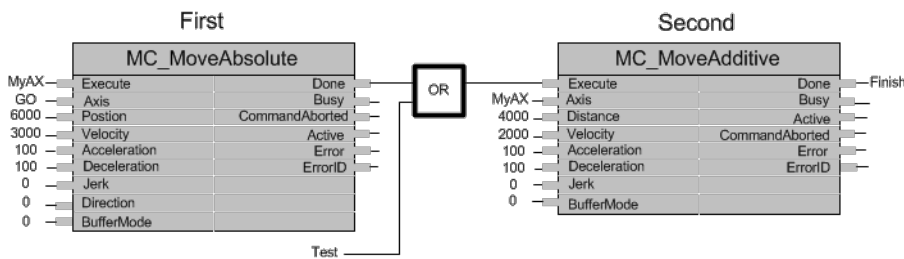 First
Second
MC_MoveAbsolute
MC_MoveAdditive
MyAX Execute Done
GO Axis Busy
6000 Postion CommandAborted
3000 Velocity Active
100 Acceleration Error
100 Deceleration ErrorID
0 Jerk
0 Direction
0 BufferMode
OR
Test
Execute Done Finish
MyAX Axis Busy
4000 Distance Active
2000 Velocity CommandAborted
100 Acceleration Error
100 Deceleration ErrorID
0 Jerk
0 BufferMode